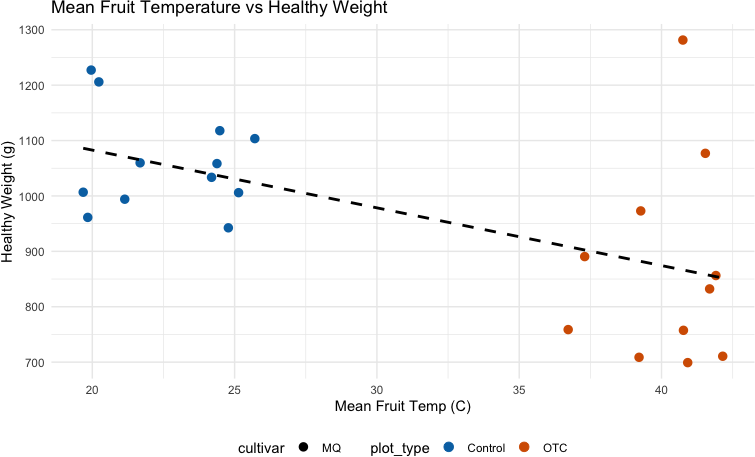 Mean Fruit Temperature vs Healthy Weight
Healthy Weight (g)
1300
1200
1100
1000
900
800
700
20 25 30 35 40
Mean Fruit Temp (C)
cultivar MQ plot_type Control OTC